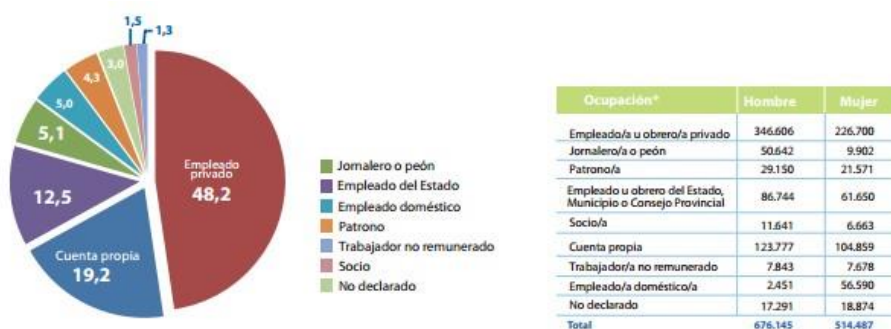 1,5
1,3
3,0
4,3
5,0
5,1
12,5
Cuenta propia
19,2
Empleado
privado
48,2
Jornalero o peón
Empleado del Estado
Empleado doméstico
Patrono
Trabajador no remunerado
Socio
No declarado
Ocupación* Hombre Mujer
Empleado/a u obrero/a privado 346.606 226.700
Jornalero/a o peón 50.642 9.902
Patrono/a 29.150 21.571
Empleado u obrero del Estado,
Municipio o Consejo Provincial 86.744 61.650
Socio/a 11.641 6.663
Cuenta propia 123.777 104.859
Trabajador/a no remunerado 7.843 7.678
Empleado/a doméstico/a 2.451 56.590
No declarado 17.291 18.874
Total 676.145 514.487